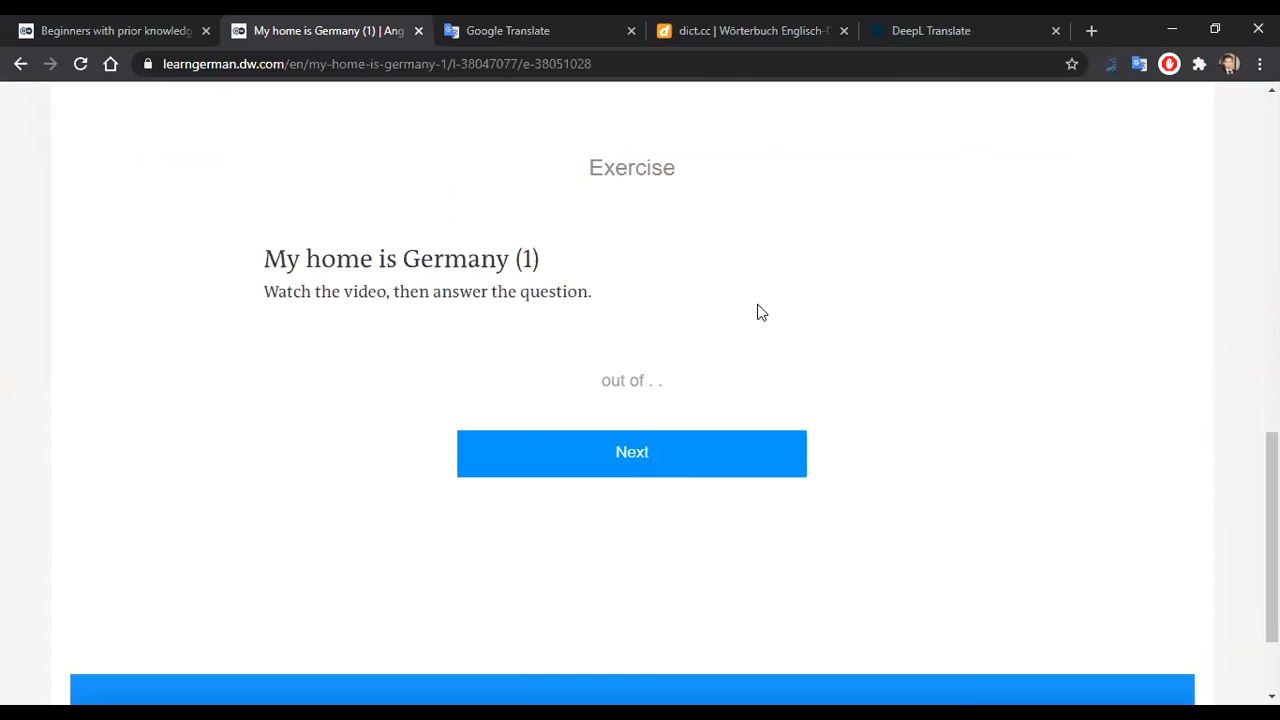 Beginners with prior knowledg
My home is Germany (1) | Ang
Google Translate
dict.cc | Wörterbuch Englisch-D
DeepL Translate
learngerman.dw.com/en/my-home-is-germany-1/l-38047077/e-38051028
Exercise
My home is Germany (1)
Watch the video, then answer the question.
out of . .
Next